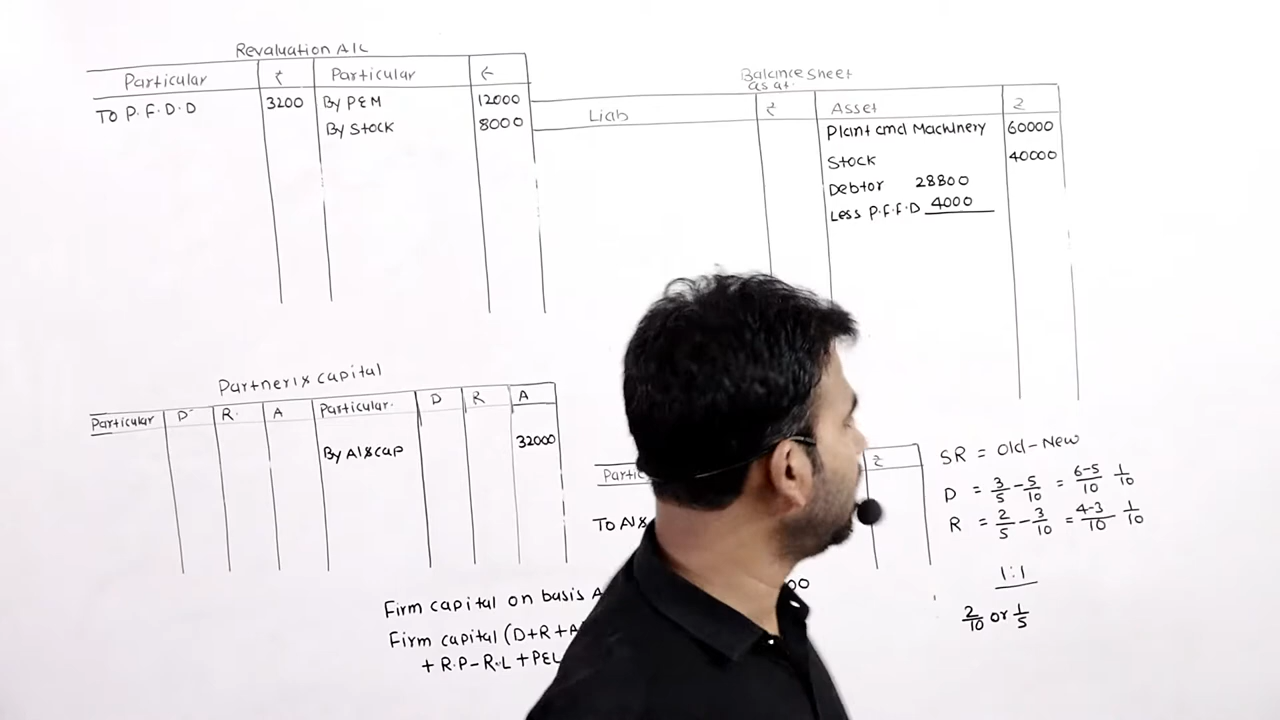 Revaluation A/C
Particular ₹ Particular ₹
To P.F.D.D 3200 By P&M 12000
By Stock 8000
Balance Sheet
as at
Liab ₹ Asset ₹
Plant and Machinery 60000
Stock 40000
Debtor 28800
Less P.F.F.D 4000
Partner's capital
Particular D R. A Particular. D R A
By A's cap 32000
Partic ₹
To A's
SR = Old-New
D = 3/5 - 5/10 = 6-5/10 1/10
R = 2/5 - 3/10 = 4-3/10 1/10
1:1
2/10 or 1/5
Firm capital on basis A 00
Firm capital (D+R+A
+ R.P-R.L +P&L